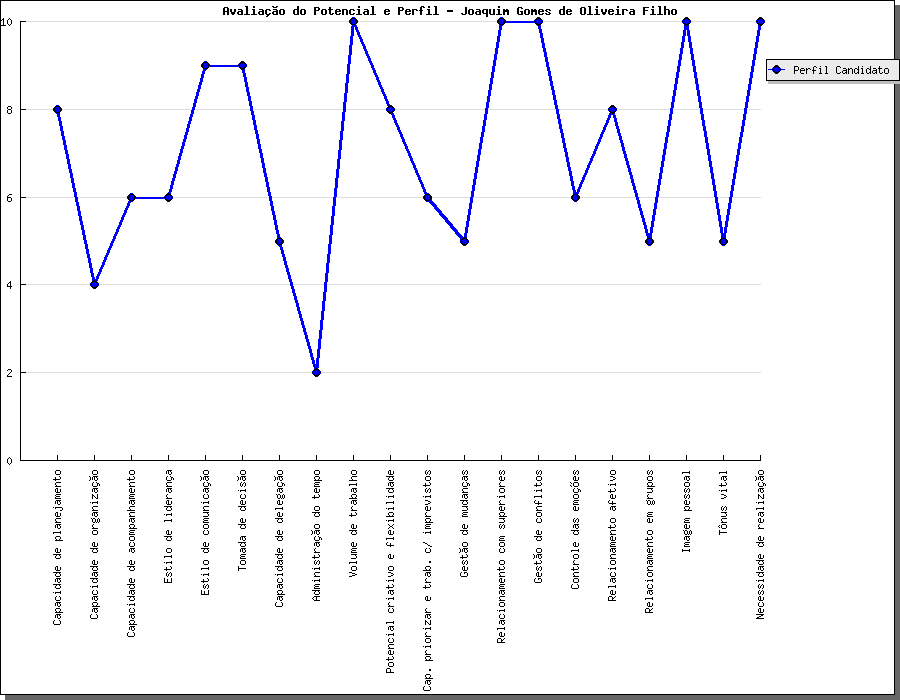 Avaliação do Potencial e Perfil - Joaquim Gomes de Oliveira Filho
10
8
6
4
2
0
Perfil Candidato
Capacidade de planejamento
Capacidade de organização
Capacidade de acompanhamento
Estilo de liderança
Estilo de comunicação
Tomada de decisão
Capacidade de delegação
Administração do tempo
Volume de trabalho
Potencial criativo e flexibilidade
Cap. priorizar e trab. c/ imprevistos
Gestão de mudanças
Relacionamento com superiores
Gestão de conflitos
Controle das emoções
Relacionamento afetivo
Relacionamento em grupos
Imagem pessoal
Tônus vital
Necessidade de realização